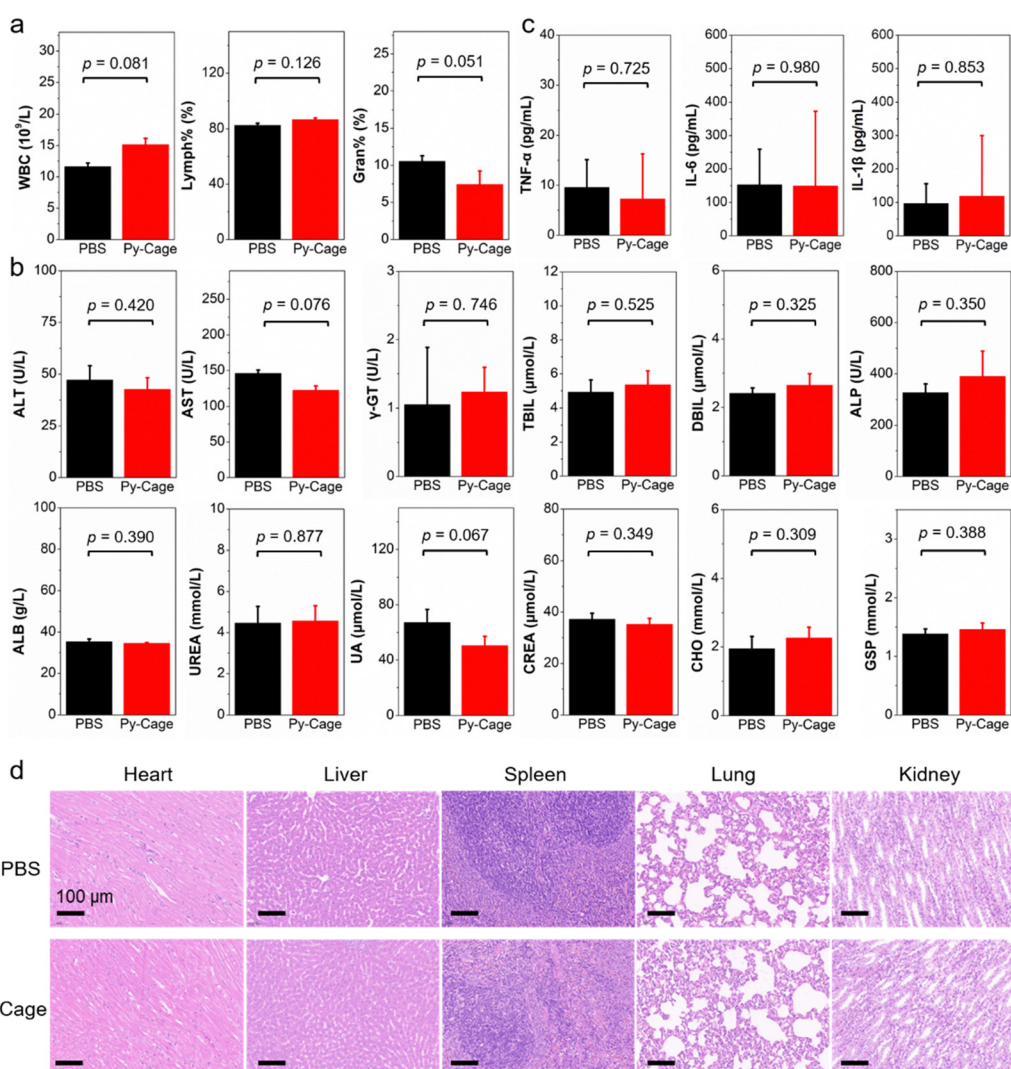 a
WBC (10⁹/L)
30
25
20
15
10
5
0
p = 0.081
PBS Py-Cage
Lymph% (%)
120
80
40
0
p = 0.126
PBS Py-Cage
Gran% (%)
25
20
15
10
5
0
p = 0.051
PBS Py-Cage
c
TNF-α (pg/mL)
40
30
20
10
0
p = 0.725
PBS Py-Cage
IL-6 (pg/mL)
600
500
400
300
200
100
0
p = 0.980
PBS Py-Cage
IL-1β (pg/mL)
600
500
400
300
200
100
0
p = 0.853
PBS Py-Cage
b
ALT (U/L)
100
75
50
25
0
p = 0.420
PBS Py-Cage
AST (U/L)
250
200
150
100
50
0
p = 0.076
PBS Py-Cage
γ-GT (U/L)
3
2
1
0
p = 0. 746
PBS Py-Cage
TBIL (μmol/L)
12
10
8
6
4
2
0
p = 0.525
PBS Py-Cage
DBIL (μmol/L)
6
4
2
0
p = 0.325
PBS Py-Cage
ALP (U/L)
800
600
400
200
0
p = 0.350
PBS Py-Cage
ALB (g/L)
100
80
60
40
20
0
p = 0.390
PBS Py-Cage
UREA (mmol/L)
10
8
6
4
2
0
p = 0.877
PBS Py-Cage
UA (μmol/L)
120
80
40
0
p = 0.067
PBS Py-Cage
CREA (μmol/L)
80
60
40
20
0
p = 0.349
PBS Py-Cage
CHO (mmol/L)
6
4
2
0
p = 0.309
PBS Py-Cage
GSP (mmol/L)
3
2
1
0
p = 0.388
PBS Py-Cage
d
Heart Liver Spleen Lung Kidney
PBS
100 μm
Cage